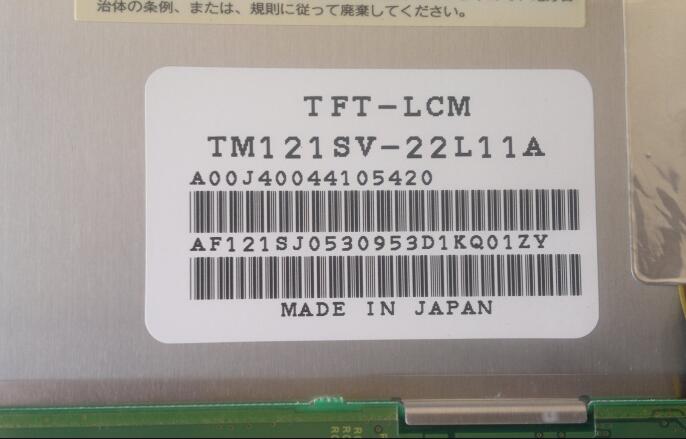 治体の条例、または、規則に従って廃棄してください。
TFT-LCM
TM121SV-22L11A
A00J40044105420
AF121SJ0530953D1KQ01ZY
MADE IN JAPAN